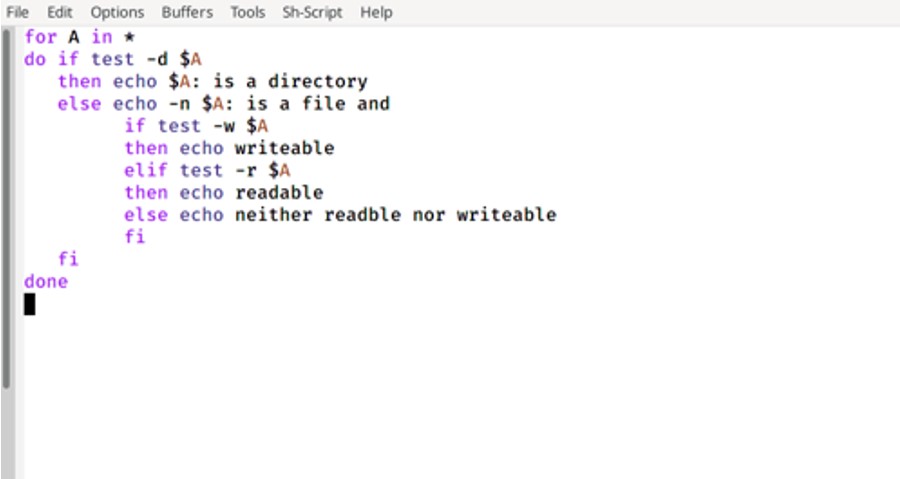 File Edit Options Buffers Tools Sh-Script Help
for A in *
do if test -d $A
   then echo $A: is a directory
   else echo -n $A: is a file and
         if test -w $A
         then echo writeable
         elif test -r $A
         then echo readable
         else echo neither readble nor writeable
         fi
   fi
done